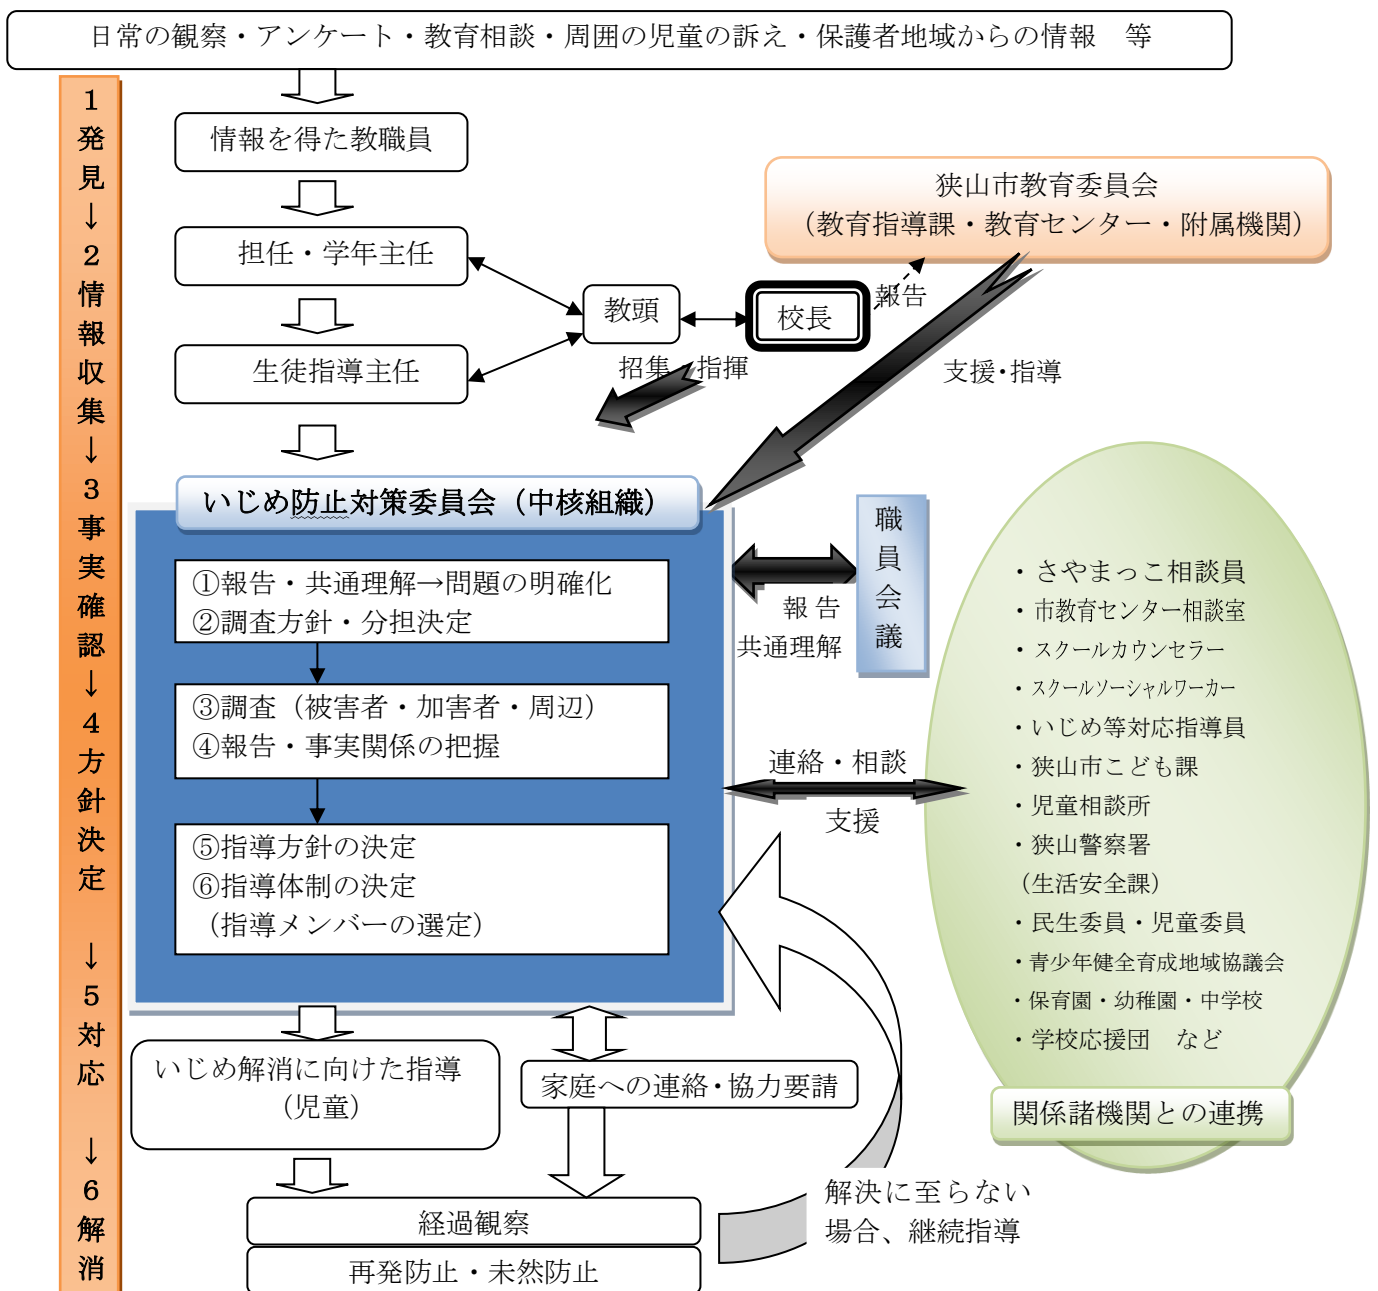 日常の観察・アンケート・教育相談・周囲の児童の訴え・保護者地域からの情報　等
1発見→2情報収集→3事実確認→4方針決定　→5対応　→6解消
情報を得た教職員
担任・学年主任
生徒指導主任
教頭
校長
報告
狭山市教育委員会
（教育指導課・教育センター・附属機関）
招集・指揮
支援・指導
いじめ防止対策委員会（中核組織）
①報告・共通理解→問題の明確化
②調査方針・分担決定
③調査（被害者・加害者・周辺）
④報告・事実関係の把握
⑤指導方針の決定
⑥指導体制の決定
（指導メンバーの選定）
職員会議
報 告
共通理解
連絡・相談
支援
・さやまっこ相談員
・市教育センター相談室
・スクールカウンセラー
・スクールソーシャルワーカー
・いじめ等対応指導員
・狭山市こども課
・児童相談所
・狭山警察署
（生活安全課）
・民生委員・児童委員
・青少年健全育成地域協議会
・保育園・幼稚園・中学校
・学校応援団　など
関係諸機関との連携
いじめ解消に向けた指導
（児童）
家庭への連絡・協力要請
経過観察
再発防止・未然防止
解決に至らない
場合、継続指導